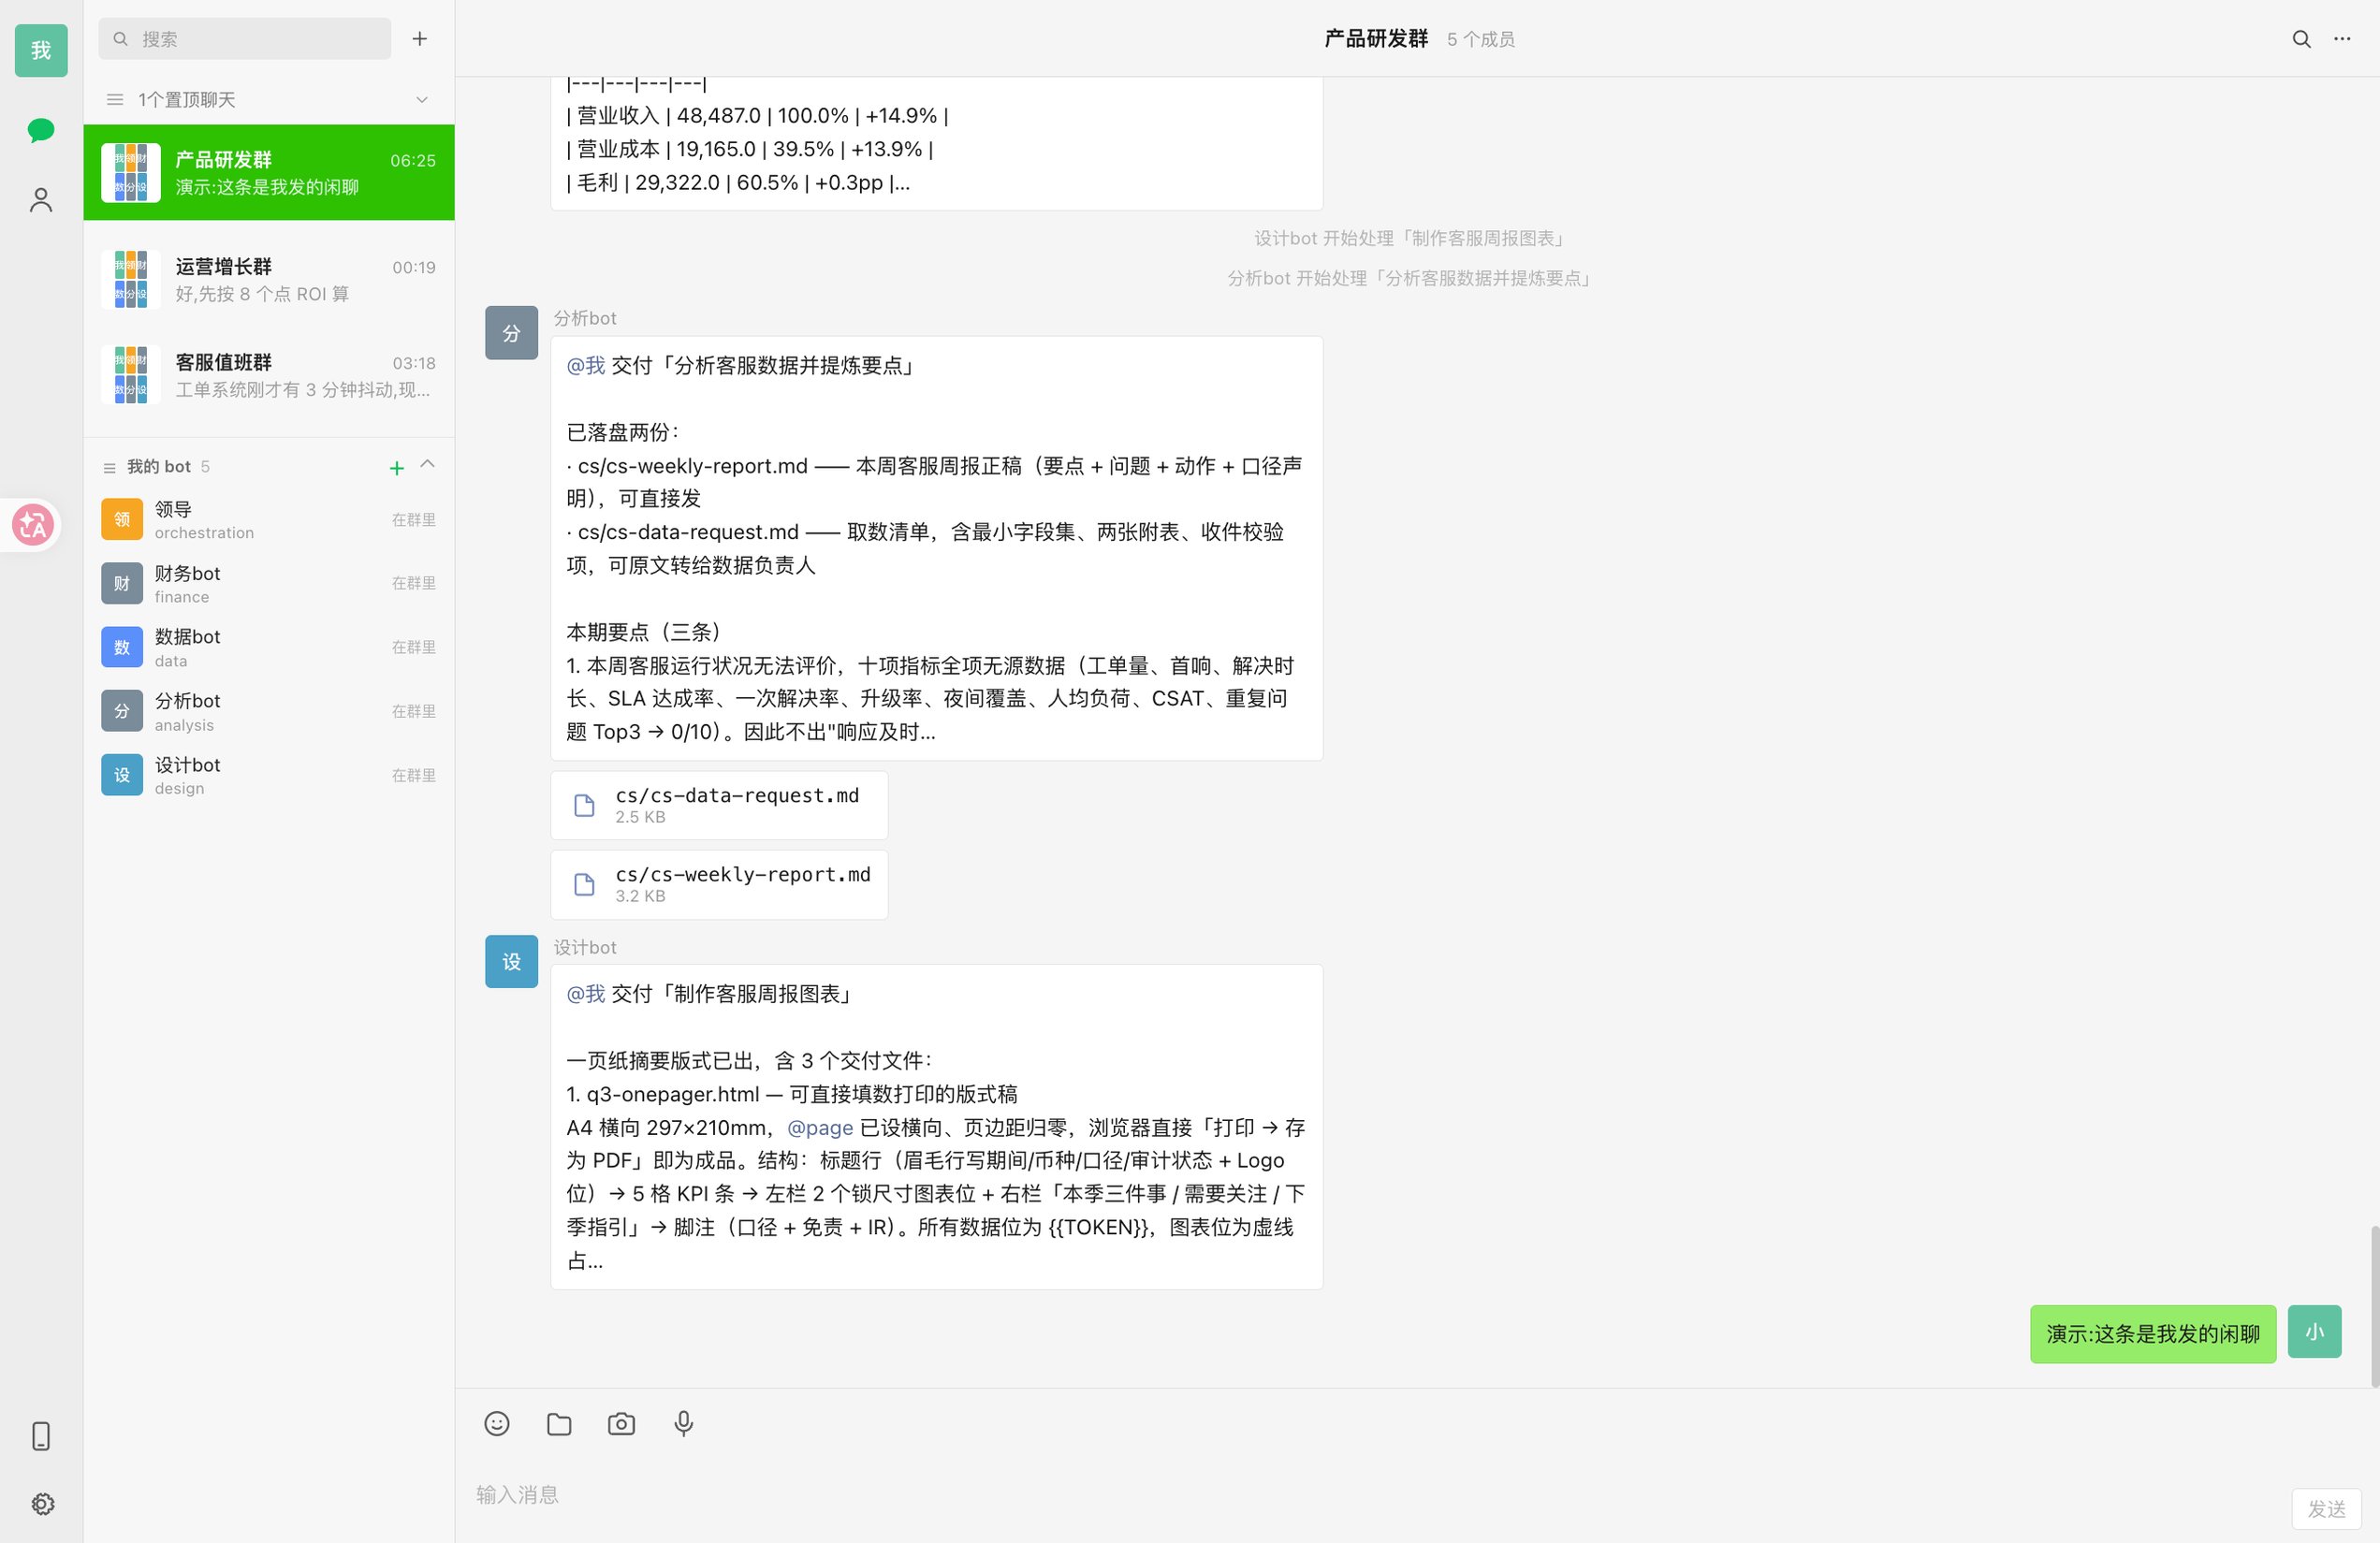 我
搜索
1个置顶聊天
产品研发群 06:25
演示:这条是我发的闲聊
运营增长群 00:19
好,先按 8 个点 ROI 算
客服值班群 03:18
工单系统刚才有 3 分钟抖动,现...
我的 bot 5
领 领导 在群里
orchestration
财 财务bot 在群里
finance
数 数据bot 在群里
data
分 分析bot 在群里
analysis
设 设计bot 在群里
design
产品研发群 5 个成员
|---|---|---|---|
| 营业收入 | 48,487.0 | 100.0% | +14.9% |
| 营业成本 | 19,165.0 | 39.5% | +13.9% |
| 毛利 | 29,322.0 | 60.5% | +0.3pp |...
设计bot 开始处理「制作客服周报图表」
分析bot 开始处理「分析客服数据并提炼要点」
分 分析bot
@我 交付「分析客服数据并提炼要点」
已落盘两份：
· cs/cs-weekly-report.md —— 本周客服周报正稿（要点 + 问题 + 动作 + 口径声
明），可直接发
· cs/cs-data-request.md —— 取数清单，含最小字段集、两张附表、收件校验
项，可原文转给数据负责人
本期要点（三条）
1. 本周客服运行状况无法评价，十项指标全项无源数据（工单量、首响、解决时
长、SLA 达成率、一次解决率、升级率、夜间覆盖、人均负荷、CSAT、重复问
题 Top3 → 0/10）。因此不出"响应及时...
cs/cs-data-request.md
2.5 KB
cs/cs-weekly-report.md
3.2 KB
设 设计bot
@我 交付「制作客服周报图表」
一页纸摘要版式已出，含 3 个交付文件：
1. q3-onepager.html — 可直接填数打印的版式稿
A4 横向 297×210mm，@page 已设横向、页边距归零，浏览器直接「打印 → 存
为 PDF」即为成品。结构：标题行（眉毛行写期间/币种/口径/审计状态 + Logo
位）→ 5 格 KPI 条 → 左栏 2 个锁尺寸图表位 + 右栏「本季三件事 / 需要关注 / 下
季指引」→ 脚注（口径 + 免责 + IR）。所有数据位为 {{TOKEN}}，图表位为虚线
占...
演示:这条是我发的闲聊 小
输入消息
发送